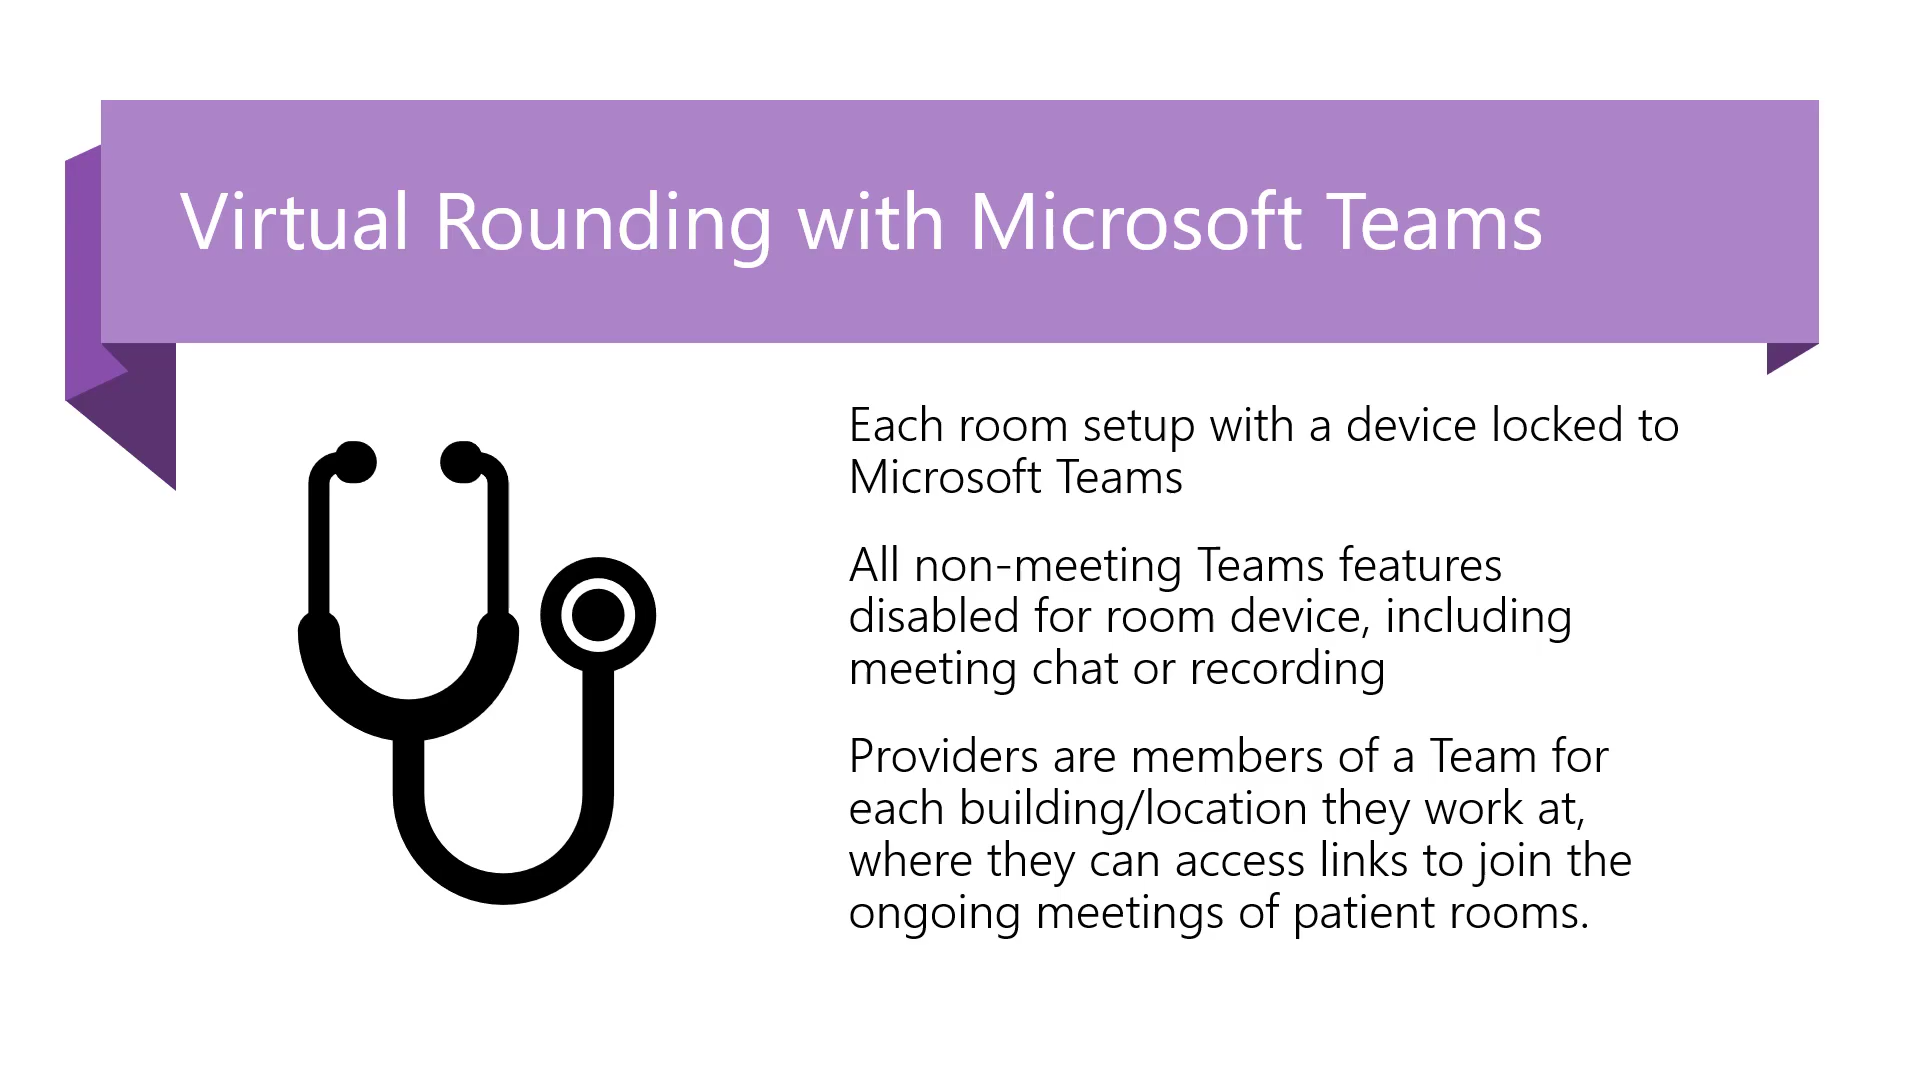 Virtual Rounding with Microsoft Teams
Each room setup with a device locked to
Microsoft Teams
All non-meeting Teams features
disabled for room device, including
meeting chat or recording
Providers are members of a Team for
each building/location they work at,
where they can access links to join the
ongoing meetings of patient rooms.